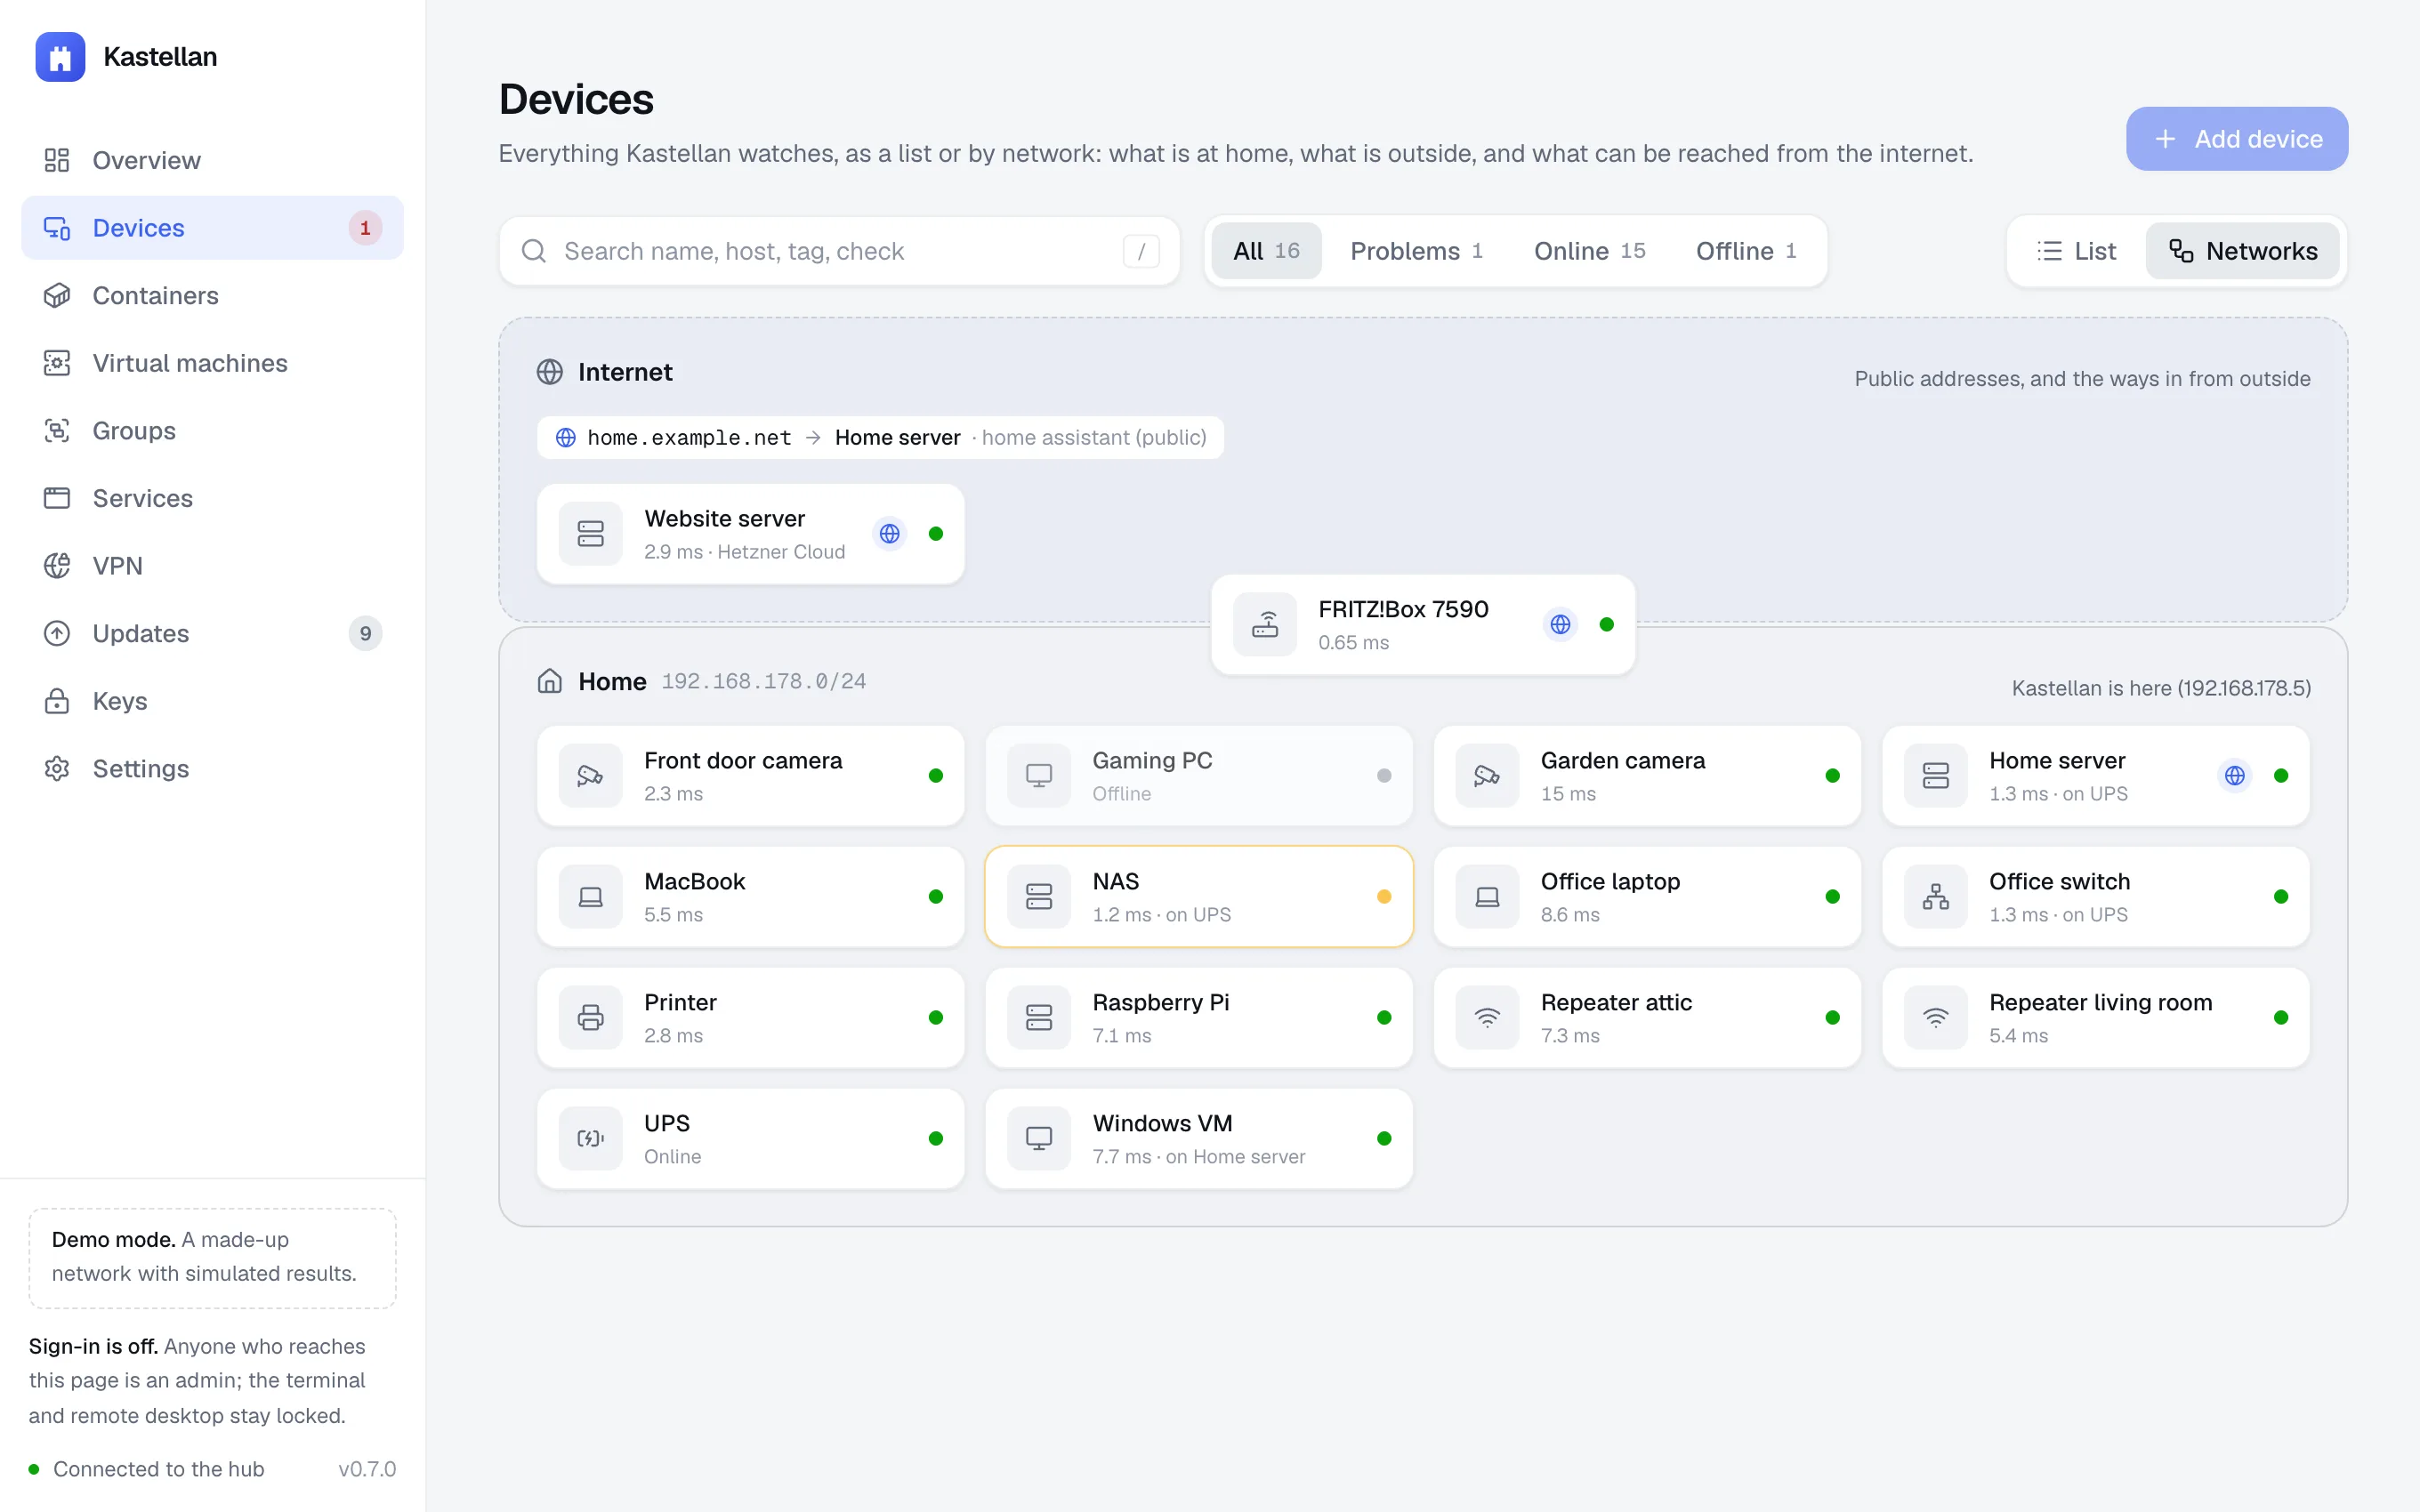 Kastellan
Overview
Devices 1
Containers
Virtual machines
Groups
Services
VPN
Updates 9
Keys
Settings
Demo mode. A made-up
network with simulated results.
Sign-in is off. Anyone who reaches
this page is an admin; the terminal
and remote desktop stay locked.
Connected to the hub v0.7.0
Devices
Everything Kastellan watches, as a list or by network: what is at home, what is outside, and what can be reached from the internet.
+ Add device
Search name, host, tag, check /
All 16 Problems 1 Online 15 Offline 1
List Networks
Internet
Public addresses, and the ways in from outside
home.example.net → Home server · home assistant (public)
Website server
2.9 ms · Hetzner Cloud
FRITZ!Box 7590
0.65 ms
Home 192.168.178.0/24
Kastellan is here (192.168.178.5)
Front door camera
2.3 ms
Gaming PC
Offline
Garden camera
15 ms
Home server
1.3 ms · on UPS
MacBook
5.5 ms
NAS
1.2 ms · on UPS
Office laptop
8.6 ms
Office switch
1.3 ms · on UPS
Printer
2.8 ms
Raspberry Pi
7.1 ms
Repeater attic
7.3 ms
Repeater living room
5.4 ms
UPS
Online
Windows VM
7.7 ms · on Home server